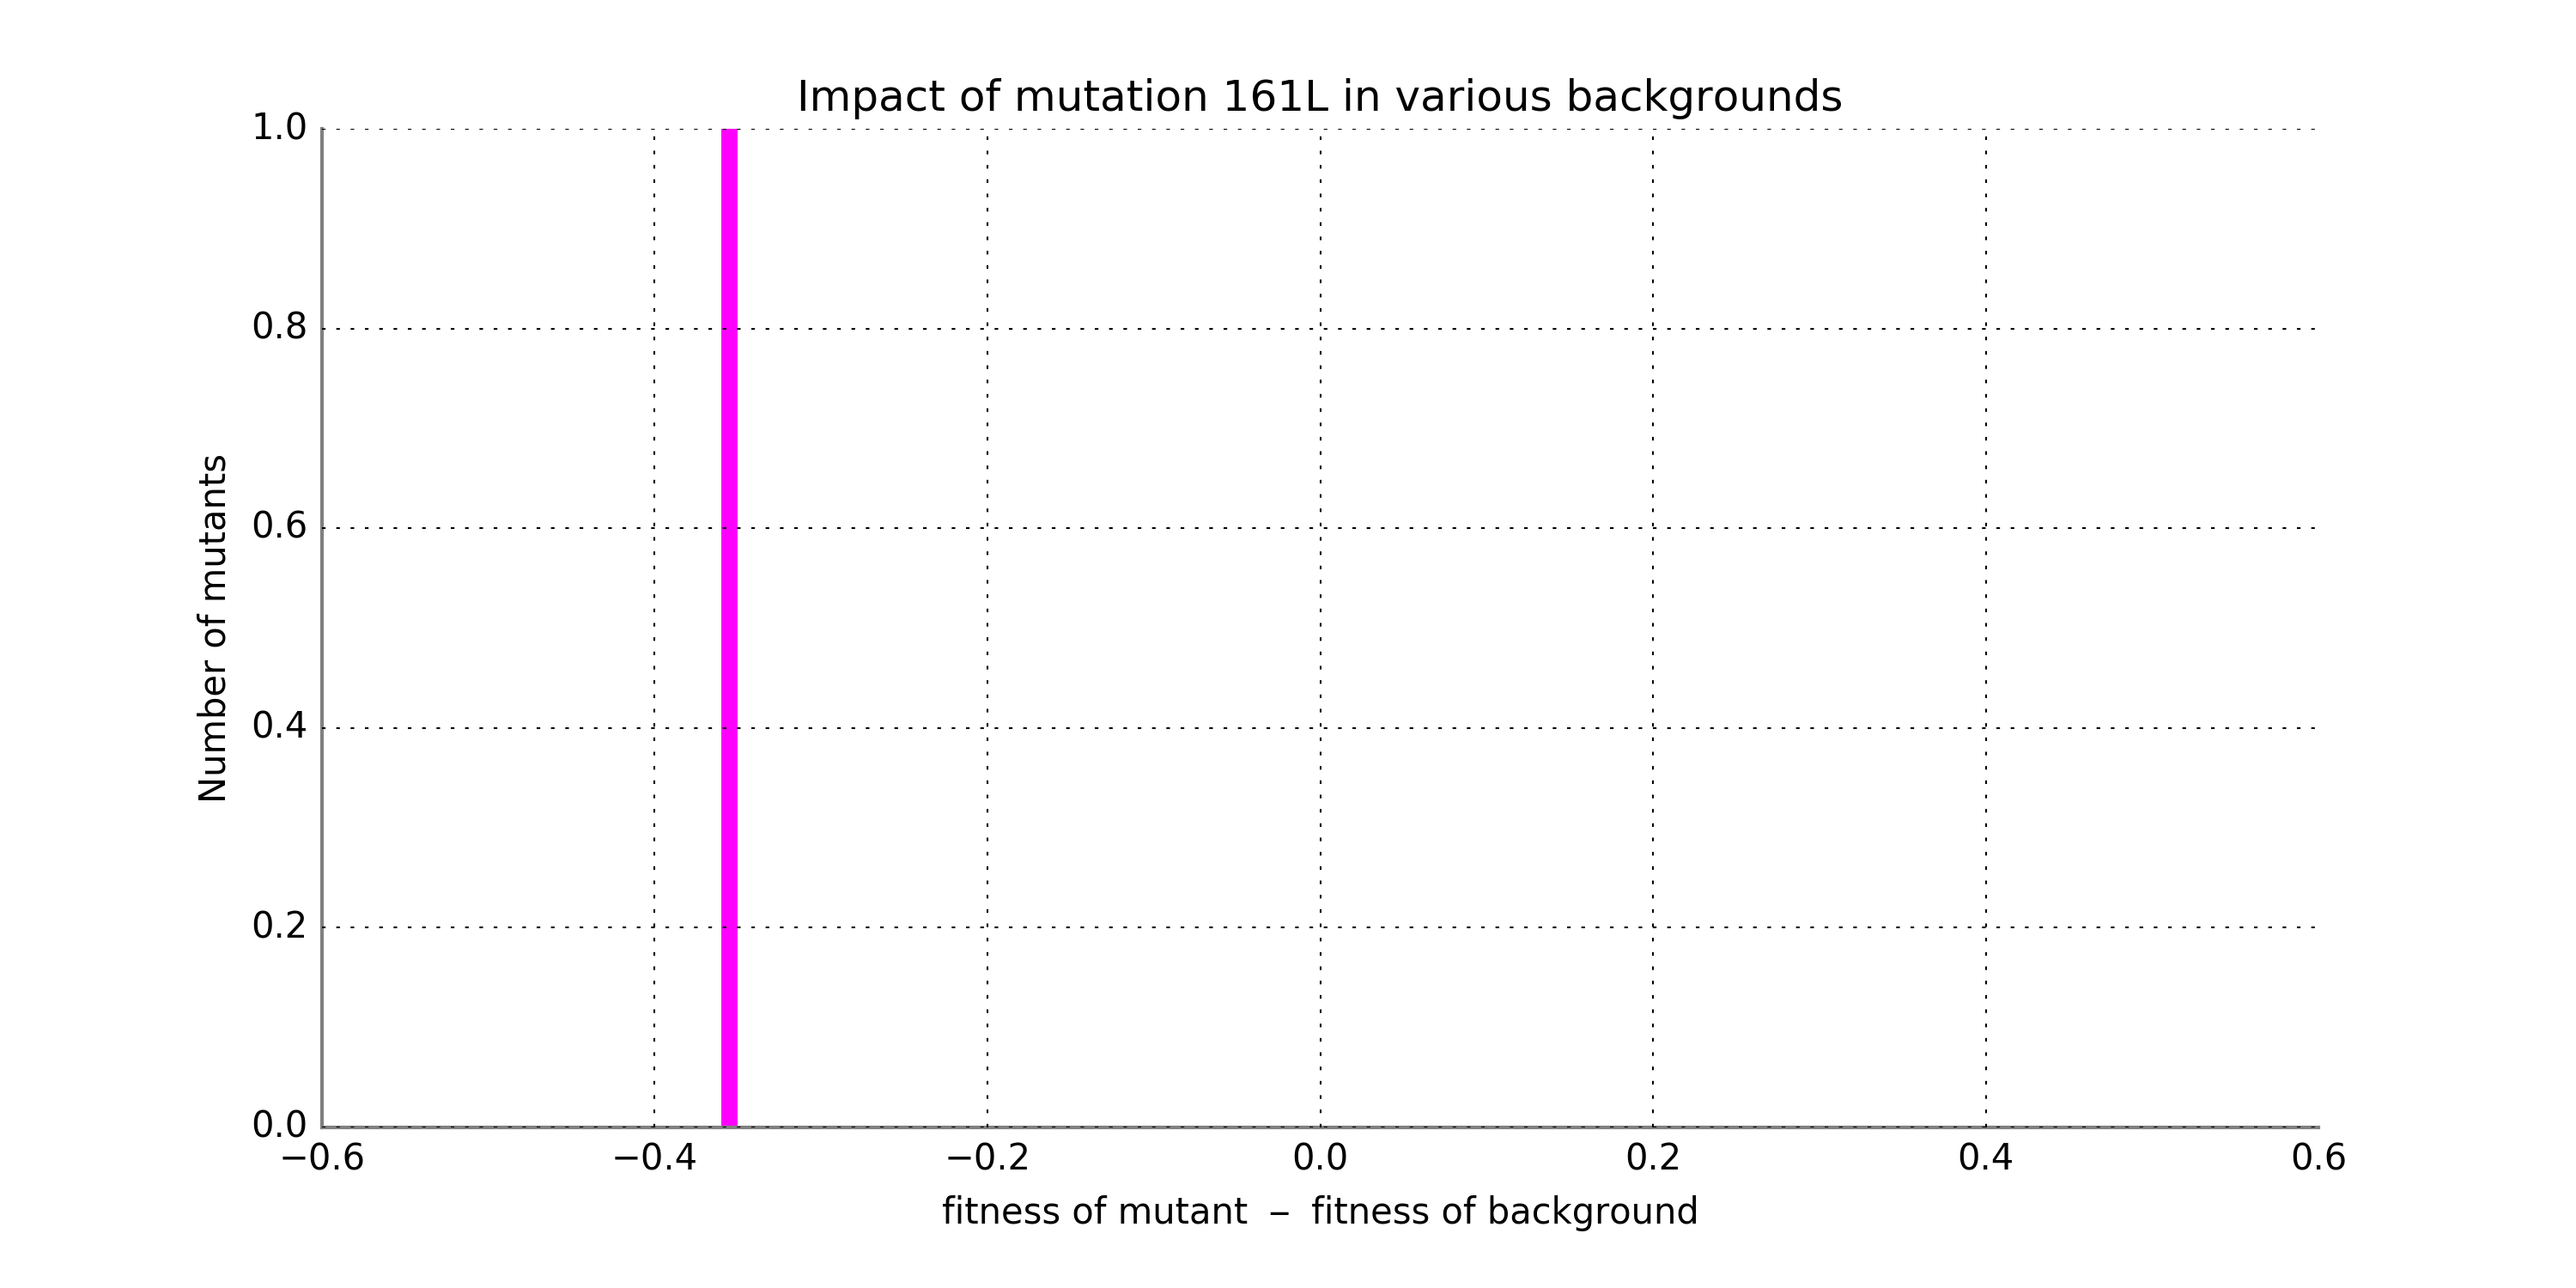 Impact of mutation 161L in various backgrounds
1.0
0.8
0.6
0.4
0.2
0.0
Number of mutants
−0.6 −0.4 −0.2 0.0 0.2 0.4 0.6
fitness of mutant − fitness of background